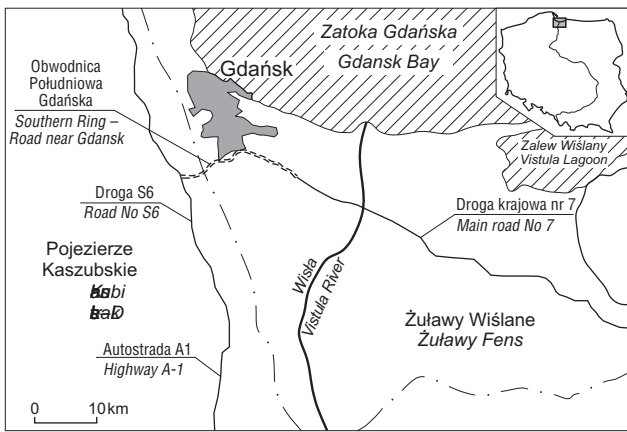 Zatoka Gdańska
Gdansk Bay
Obwodnica
Południowa
Gdańska
Southern Ring –
Road near Gdansk
Gdańsk
Zalew Wiślany
Vistula Lagoon
Droga S6
Road No S6
Droga krajowa nr 7
Main road No 7
Pojezierze
Kaszubskie
Wisła
Vistula River
Żuławy Wiślane
Żuławy Fens
Autostrada A1
Highway A-1
0 10 km